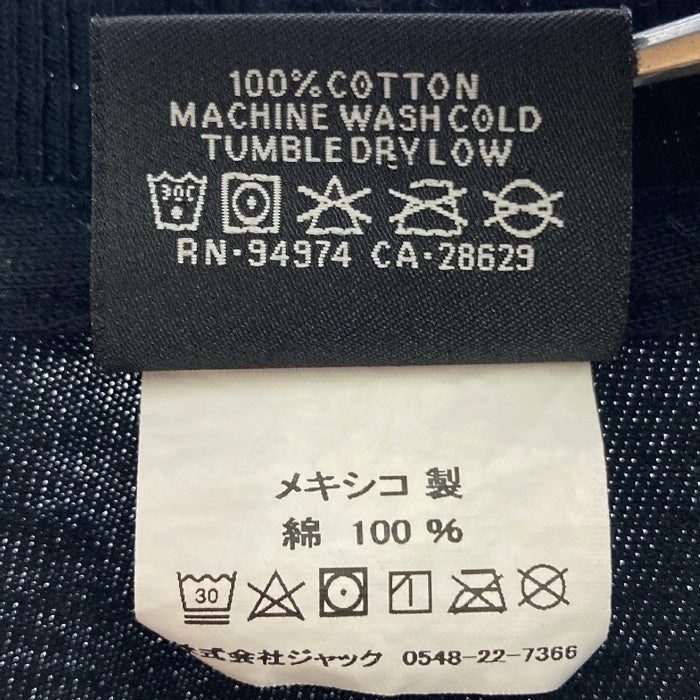 100% COTTON
MACHINE WASH COLD
TUMBLE DRY LOW
30C
RN·94974 CA·28629
メキシコ 製
綿 100 %
30
式会社ジャック 0548-22-7366